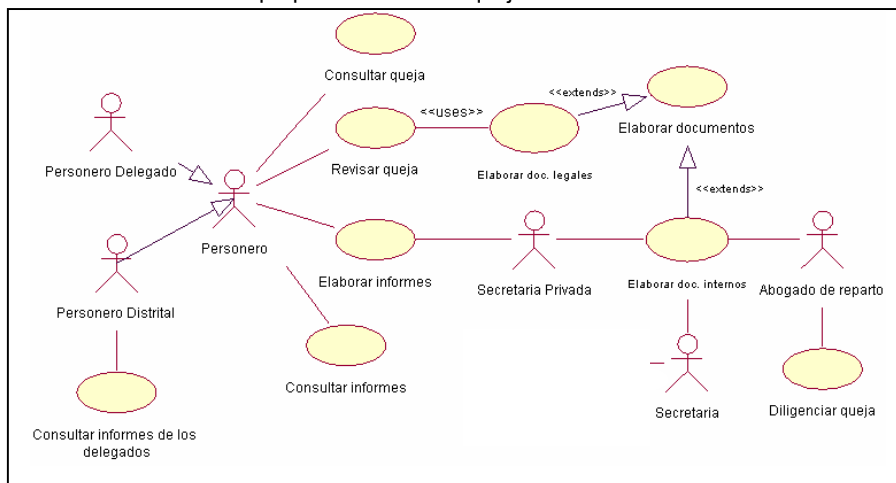 Consultar queja
<<extends>>
<<uses>>
Elaborar documentos
Personero Delegado
Revisar queja
Elaborar doc. legales
<<extends>>
Personero
Elaborar informes
Secretaria Privada
Elaborar doc. internos
Abogado de reparto
Personero Distrital
Consultar informes
Secretaria
Diligenciar queja
Consultar informes de los
delegados